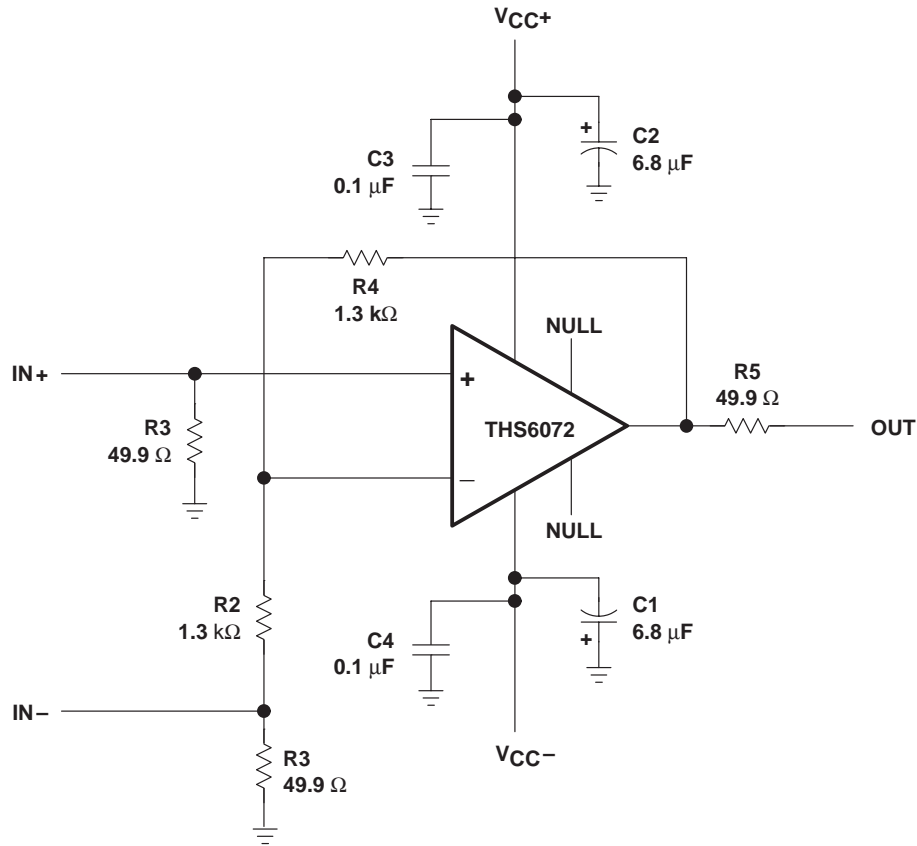 VCC+
C2
6.8 μF
C3
0.1 μF
R4
1.3 kΩ
NULL
IN+
+
R5
49.9 Ω
R3
49.9 Ω
THS6072
OUT
−
NULL
R2
1.3 kΩ
C4
0.1 μF
C1
6.8 μF
+
+
IN−
VCC−
R3
49.9 Ω